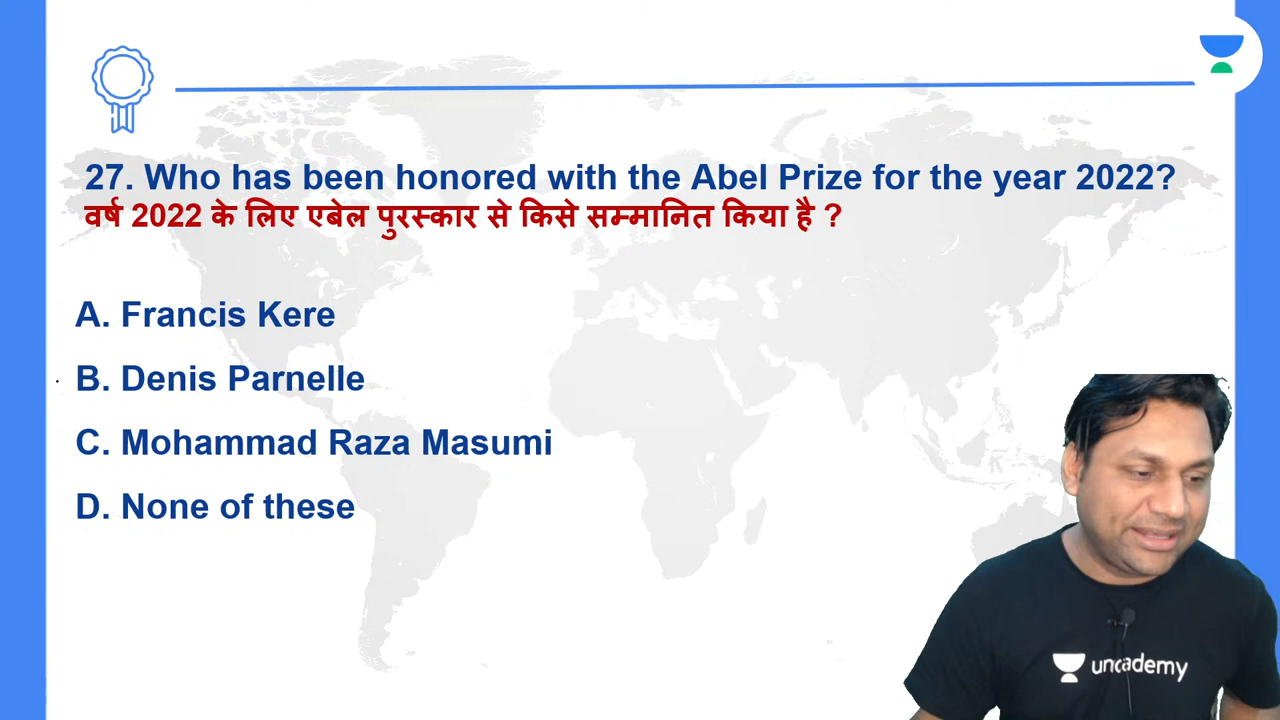 27. Who has been honored with the Abel Prize for the year 2022?
वर्ष 2022 के लिए एबेल पुरस्कार से किसे सम्मानित किया है ?
A. Francis Kere
B. Denis Parnelle
C. Mohammad Raza Masumi
D. None of these
unacademy